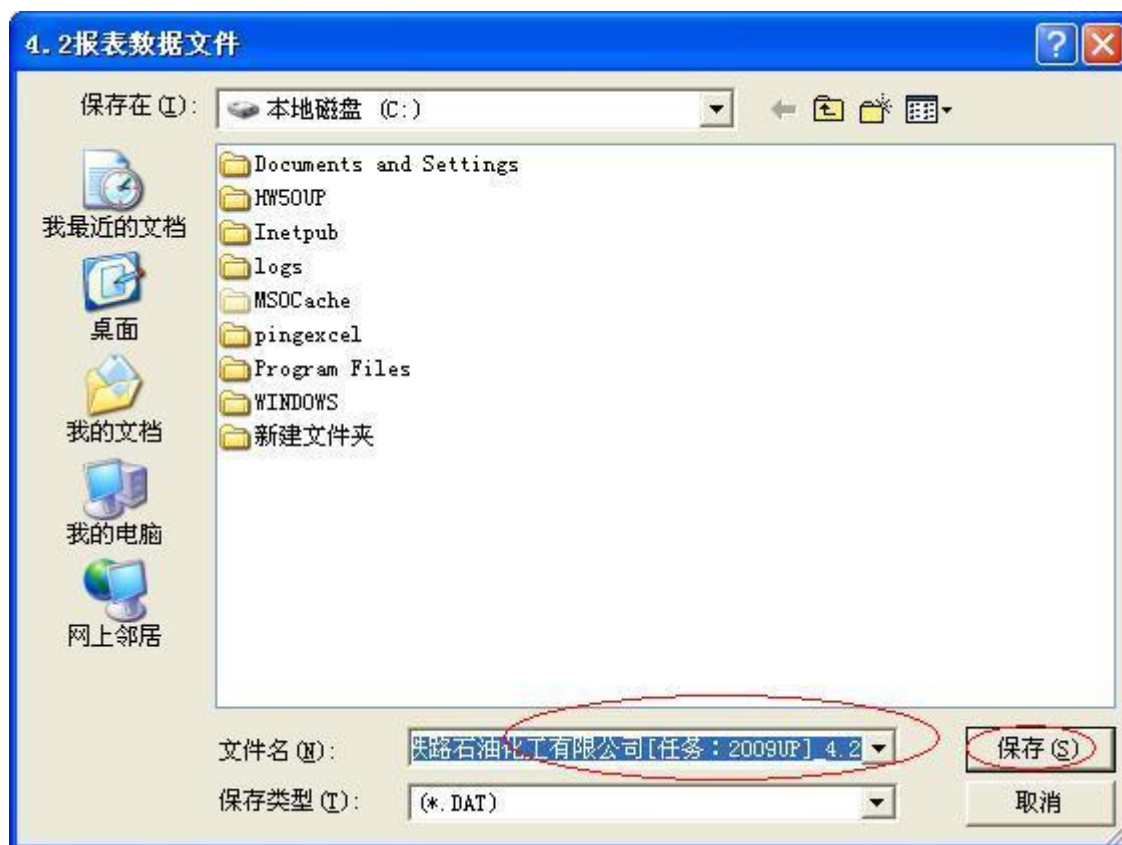 4.2报表数据文件
保存在(I):
本地磁盘 (C:)
Documents and Settings
HW50UP
Inetpub
logs
MSOCache
pingexcel
Program Files
WINDOWS
新建文件夹
我最近的文档
桌面
我的文档
我的电脑
网上邻居
文件名(N):
铁路石油化工有限公司[任务:2009UP]_4.2
保存(S)
保存类型(T):
(*.DAT)
取消